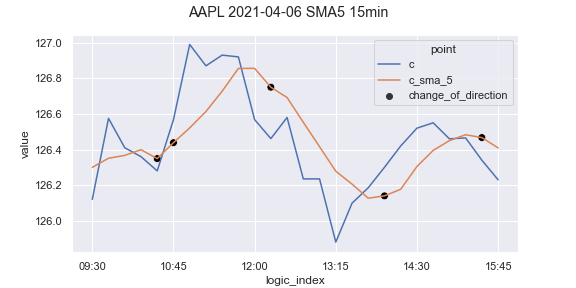 AAPL 2021-04-06 SMA5 15min
127.0
126.8
126.6
126.4
126.2
126.0
value
point
c
c_sma_5
change_of_direction
09:30 10:45 12:00 13:15 14:30 15:45
logic_index